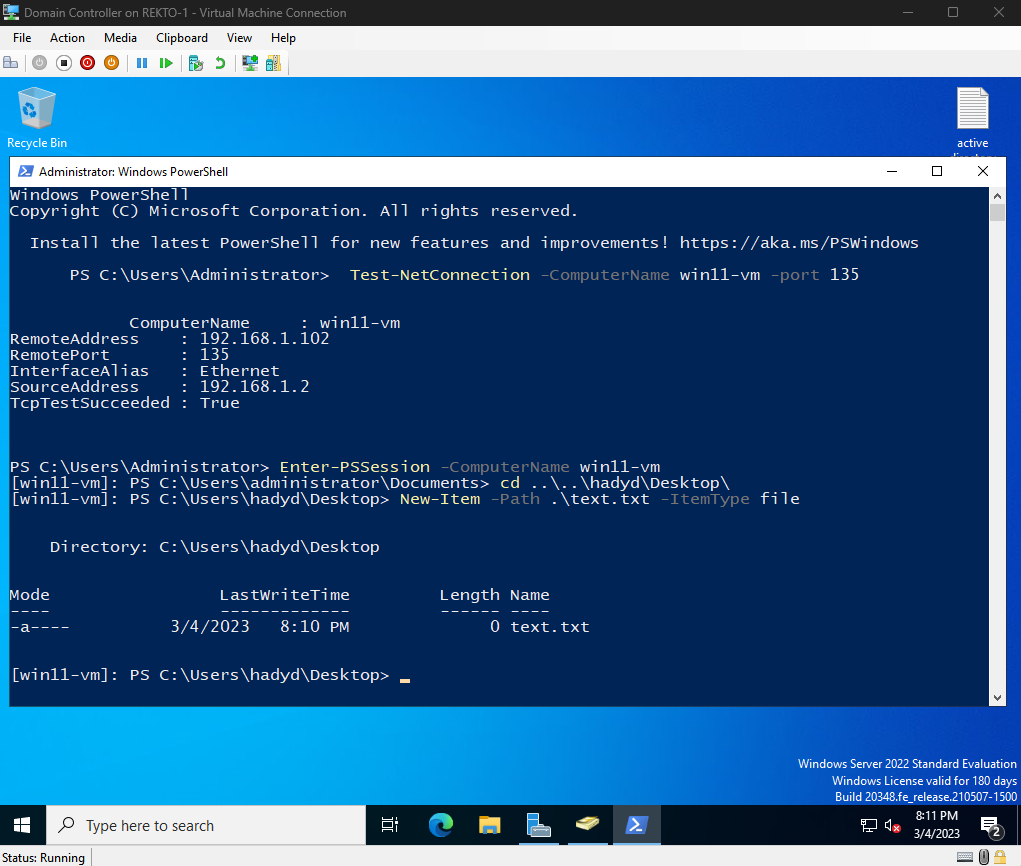 Domain Controller on REKTO-1 - Virtual Machine Connection
File Action Media Clipboard View Help
Recycle Bin
active
Administrator: Windows PowerShell
Windows PowerShell
Copyright (C) Microsoft Corporation. All rights reserved.
Install the latest PowerShell for new features and improvements! https://aka.ms/PSWindows
PS C:\Users\Administrator> Test-NetConnection -ComputerName win11-vm -port 135
ComputerName : win11-vm
RemoteAddress : 192.168.1.102
RemotePort : 135
InterfaceAlias : Ethernet
SourceAddress : 192.168.1.2
TcpTestSucceeded : True
PS C:\Users\Administrator> Enter-PSSession -ComputerName win11-vm
[win11-vm]: PS C:\Users\administrator\Documents> cd ..\..\hadyd\Desktop\
[win11-vm]: PS C:\Users\hadyd\Desktop> New-Item -Path .\text.txt -ItemType file
Directory: C:\Users\hadyd\Desktop
Mode LastWriteTime Length Name
---- ------------- ------ ----
-a---- 3/4/2023 8:10 PM 0 text.txt
[win11-vm]: PS C:\Users\hadyd\Desktop>
Windows Server 2022 Standard Evaluation
Windows License valid for 180 days
Build 20348.fe_release.210507-1500
Type here to search
8:11 PM
3/4/2023
2
Status: Running